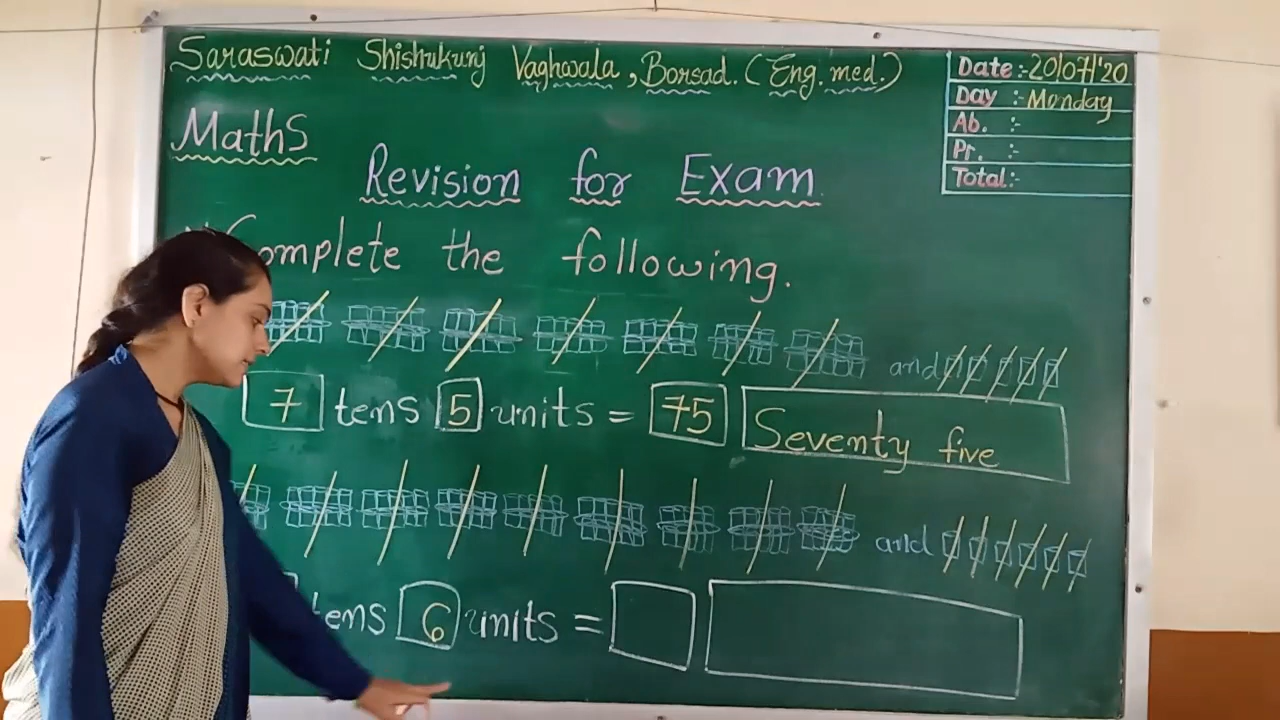 Saraswati Shishukunj Vaghwala, Borsad. (Eng. med.)
Date :- 20/07/'20
Day :- Monday
Ab. :-
Pr. :-
Total :-
Maths
Revision for Exam
Complete the following.
and
7 tens 5 units = 75 Seventy five
and
tens 6 units =